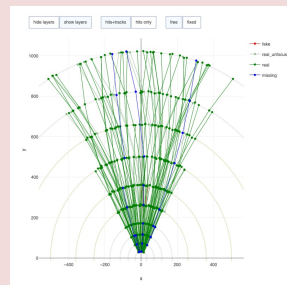 hide layers show layers hits+tracks hits only free fixed
fake
real_unfocus
real
missing
1000
800
600
400
200
0
−400 −200 0 200 400
x